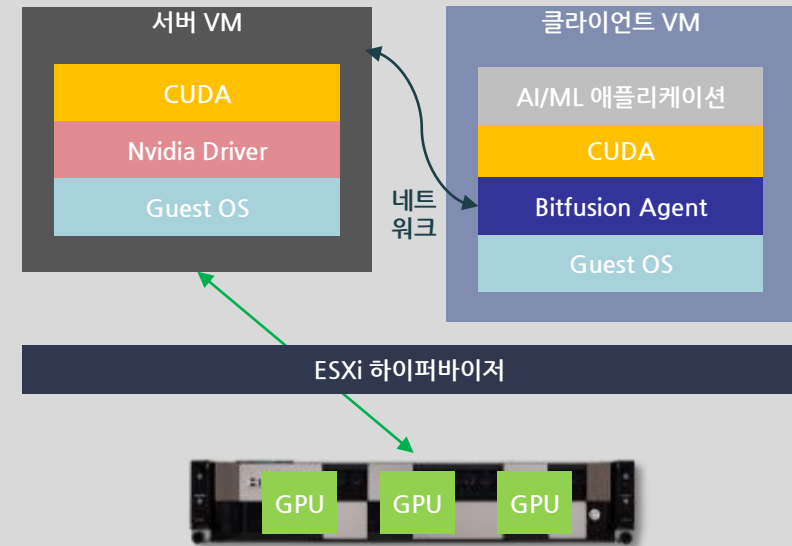 서버 VM
CUDA
Nvidia Driver
Guest OS
네트
워크
클라이언트 VM
AI/ML 애플리케이션
CUDA
Bitfusion Agent
Guest OS
ESXi 하이퍼바이저
GPU
GPU
GPU